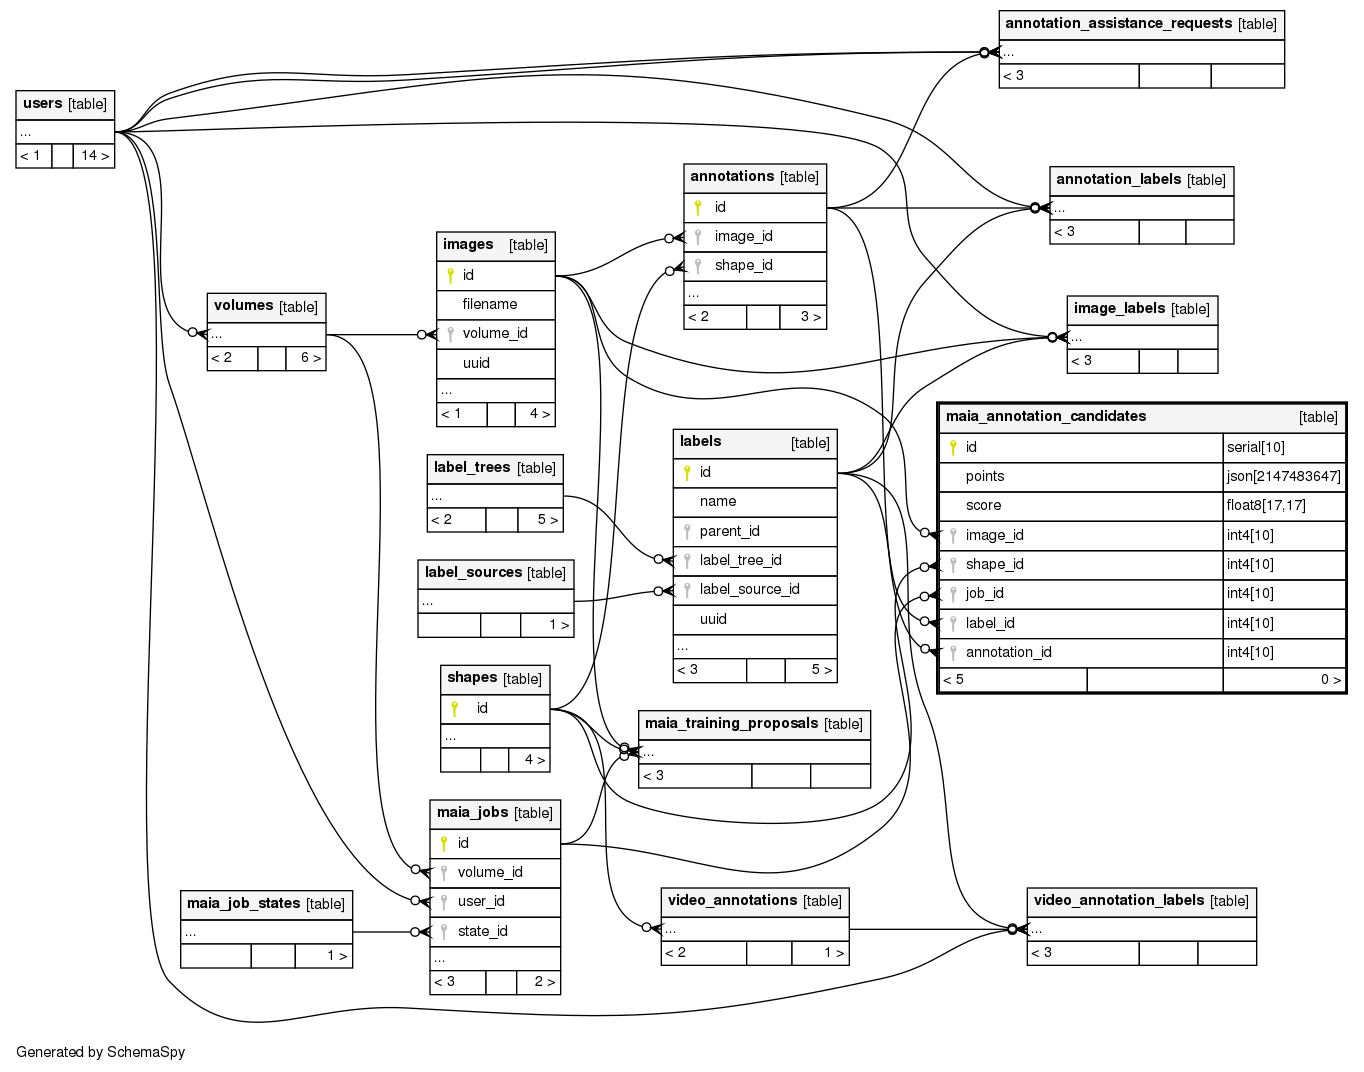 annotation_assistance_requests [table]
...
< 3
users [table]
...
< 1 14 >
annotations [table]
id
image_id
shape_id
...
< 2 3 >
annotation_labels [table]
...
< 3
images [table]
id
filename
volume_id
uuid
...
< 1 4 >
volumes [table]
...
< 2 6 >
image_labels [table]
...
< 3
maia_annotation_candidates [table]
id serial[10]
points json[2147483647]
score float8[17,17]
image_id int4[10]
shape_id int4[10]
job_id int4[10]
label_id int4[10]
annotation_id int4[10]
< 5 0 >
labels [table]
id
name
parent_id
label_tree_id
label_source_id
uuid
...
< 3 5 >
label_trees [table]
...
< 2 5 >
label_sources [table]
...
1 >
shapes [table]
id
...
4 >
maia_training_proposals [table]
...
< 3
maia_jobs [table]
id
volume_id
user_id
state_id
...
< 3 2 >
maia_job_states [table]
...
1 >
video_annotations [table]
...
< 2 1 >
video_annotation_labels [table]
...
< 3
Generated by SchemaSpy